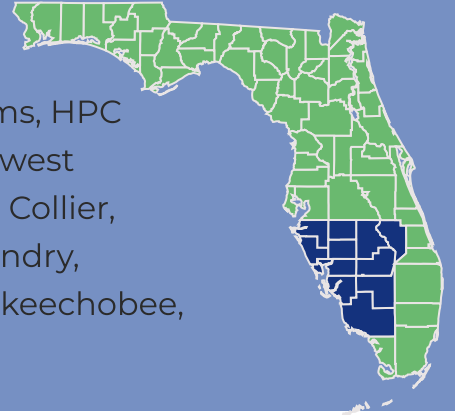 ms, HPC
west
Collier,
ndry,
keechobee,